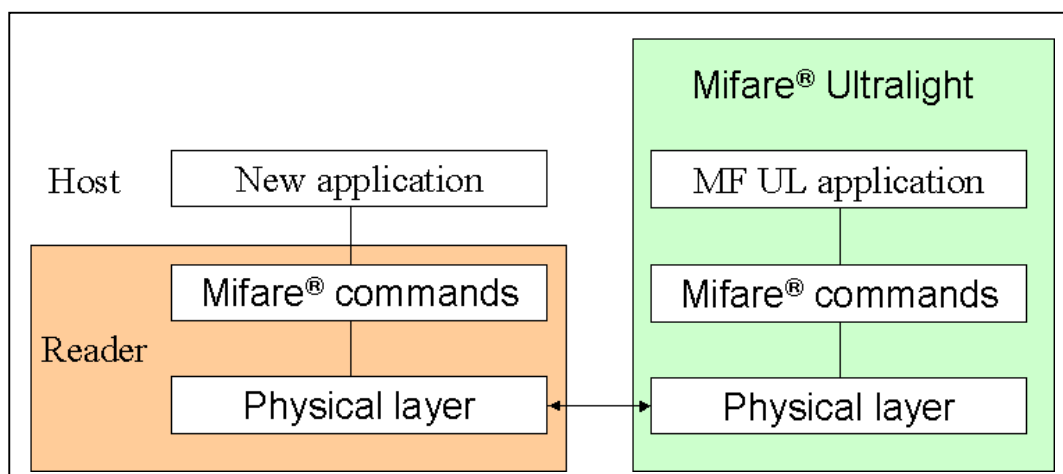 Mifare® Ultralight
Host
New application
MF UL application
Mifare® commands
Mifare® commands
Reader
Physical layer
Physical layer